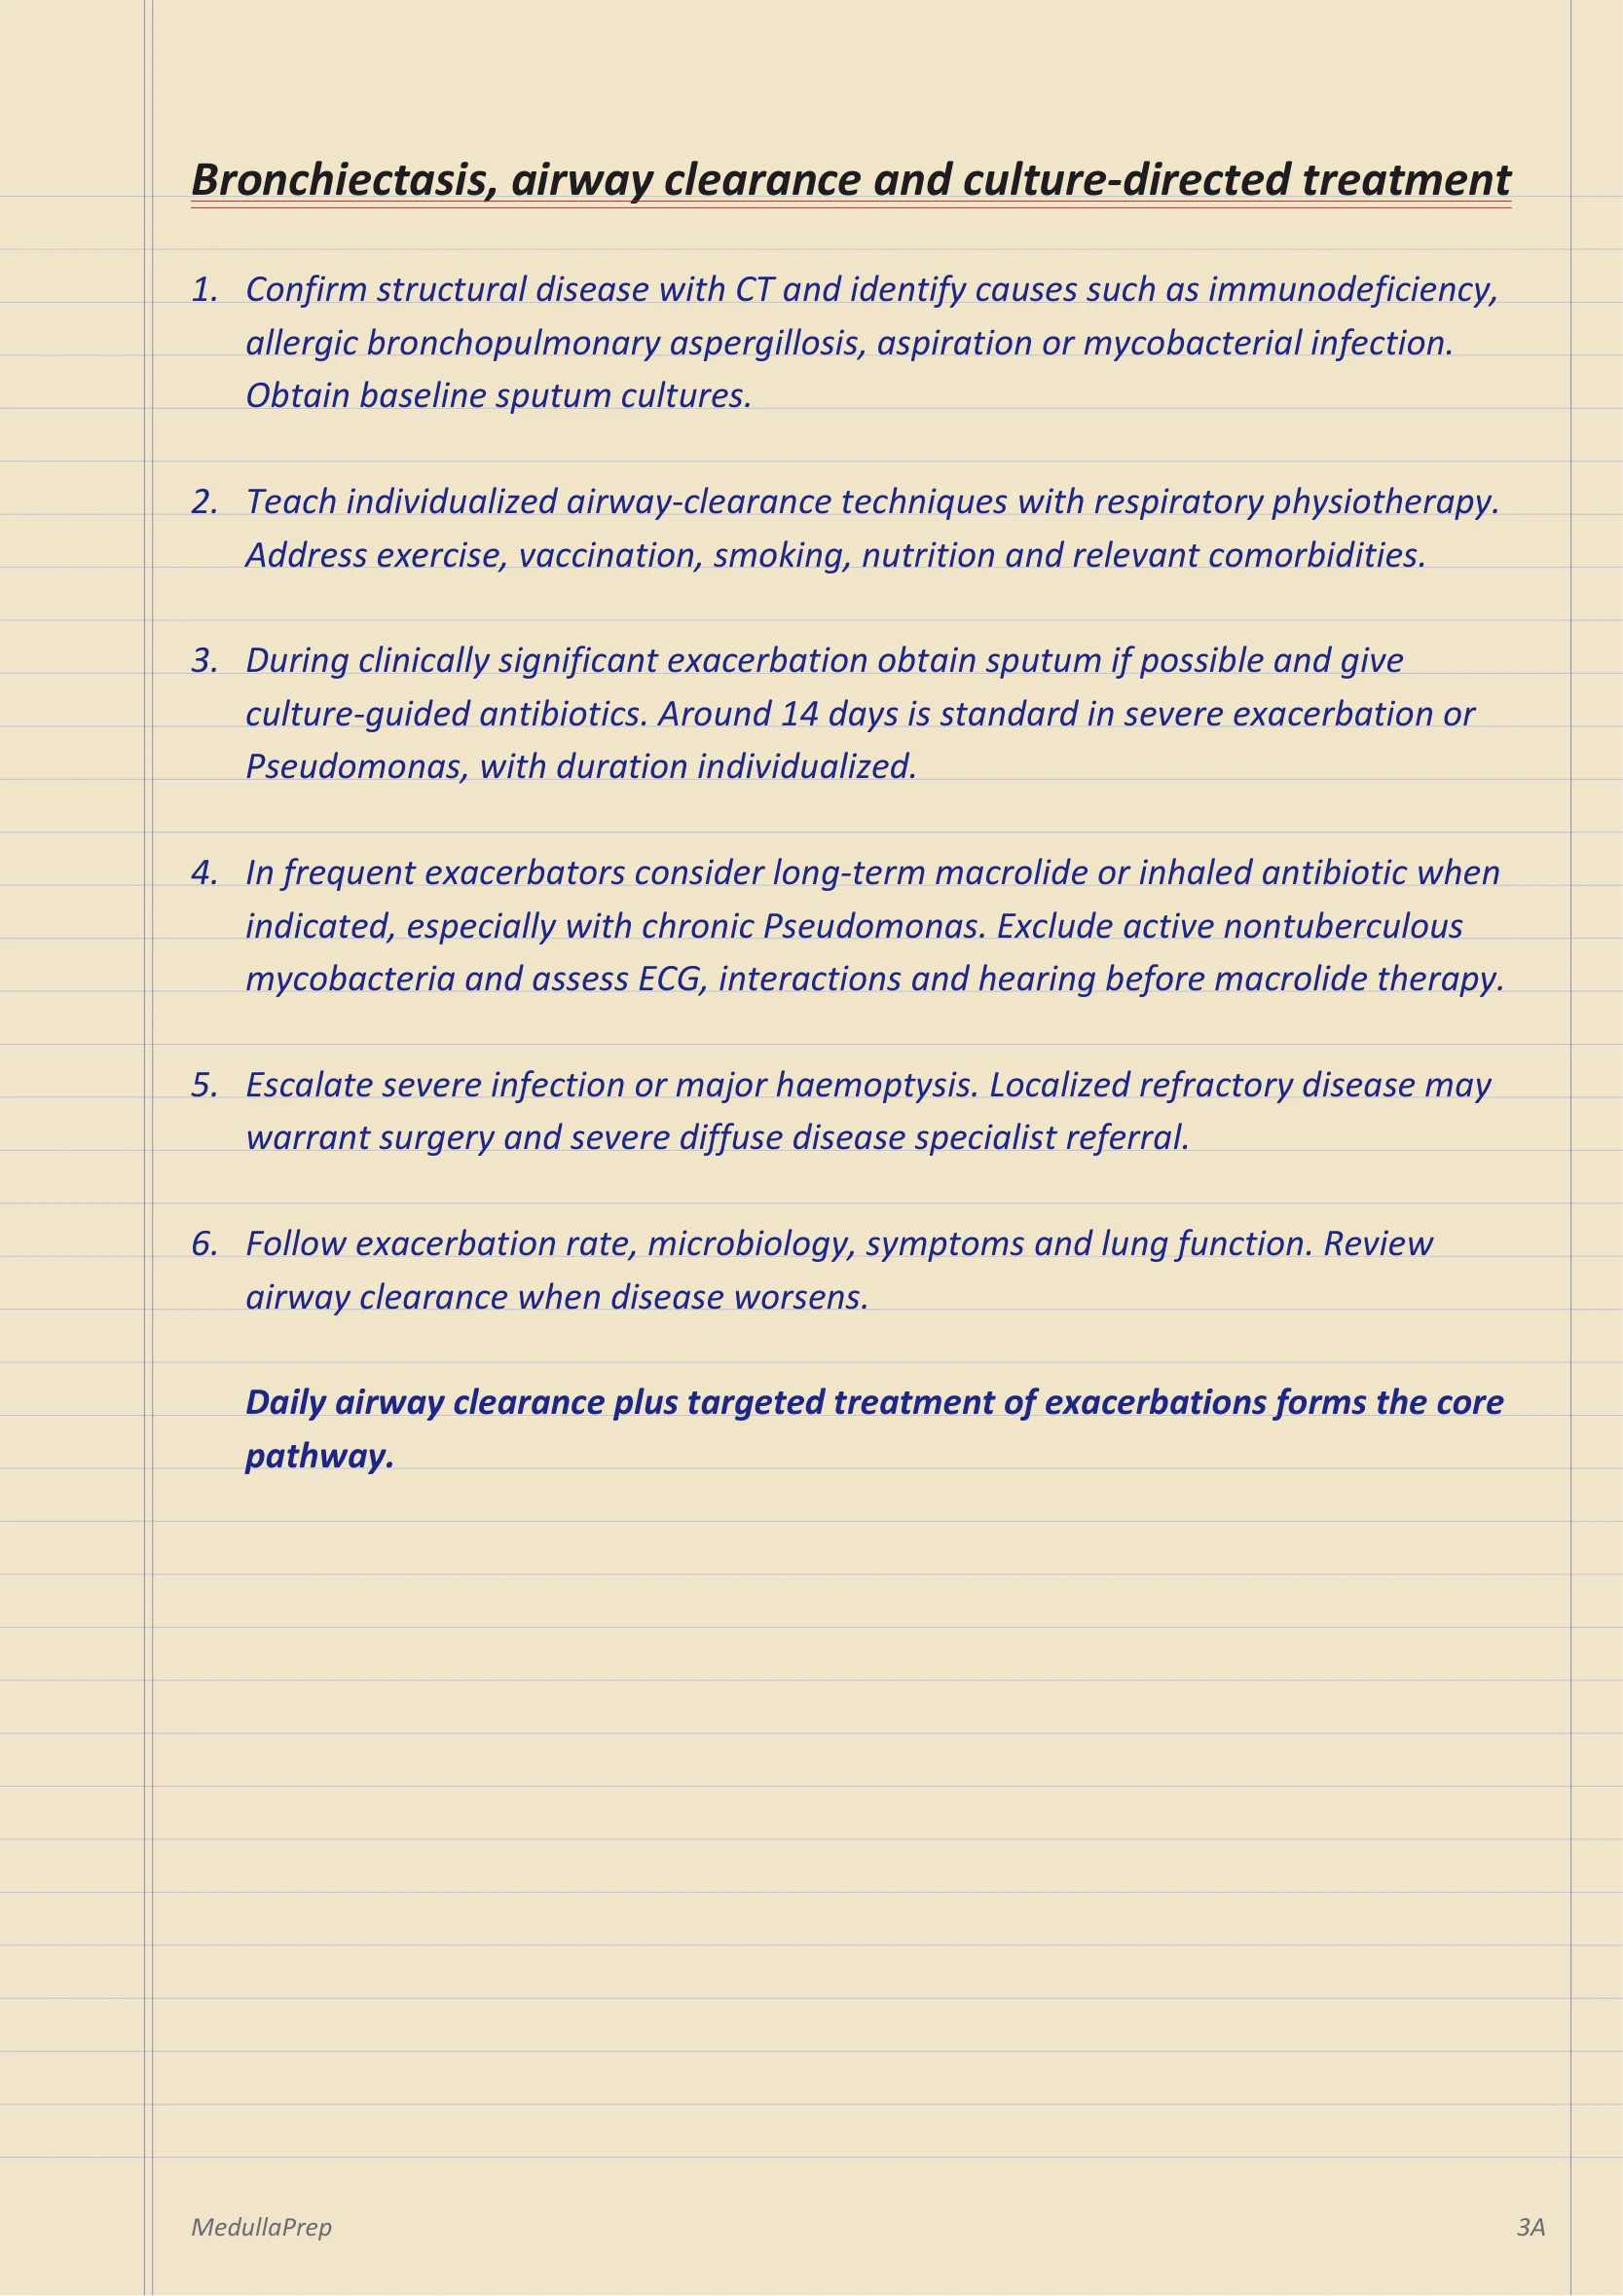 Bronchiectasis, airway clearance and culture-directed treatment
1. Confirm structural disease with CT and identify causes such as immunodeficiency,
allergic bronchopulmonary aspergillosis, aspiration or mycobacterial infection.
Obtain baseline sputum cultures.
2. Teach individualized airway-clearance techniques with respiratory physiotherapy.
Address exercise, vaccination, smoking, nutrition and relevant comorbidities.
3. During clinically significant exacerbation obtain sputum if possible and give
culture-guided antibiotics. Around 14 days is standard in severe exacerbation or
Pseudomonas, with duration individualized.
4. In frequent exacerbators consider long-term macrolide or inhaled antibiotic when
indicated, especially with chronic Pseudomonas. Exclude active nontuberculous
mycobacteria and assess ECG, interactions and hearing before macrolide therapy.
5. Escalate severe infection or major haemoptysis. Localized refractory disease may
warrant surgery and severe diffuse disease specialist referral.
6. Follow exacerbation rate, microbiology, symptoms and lung function. Review
airway clearance when disease worsens.
Daily airway clearance plus targeted treatment of exacerbations forms the core
pathway.
MedullaPrep
3A